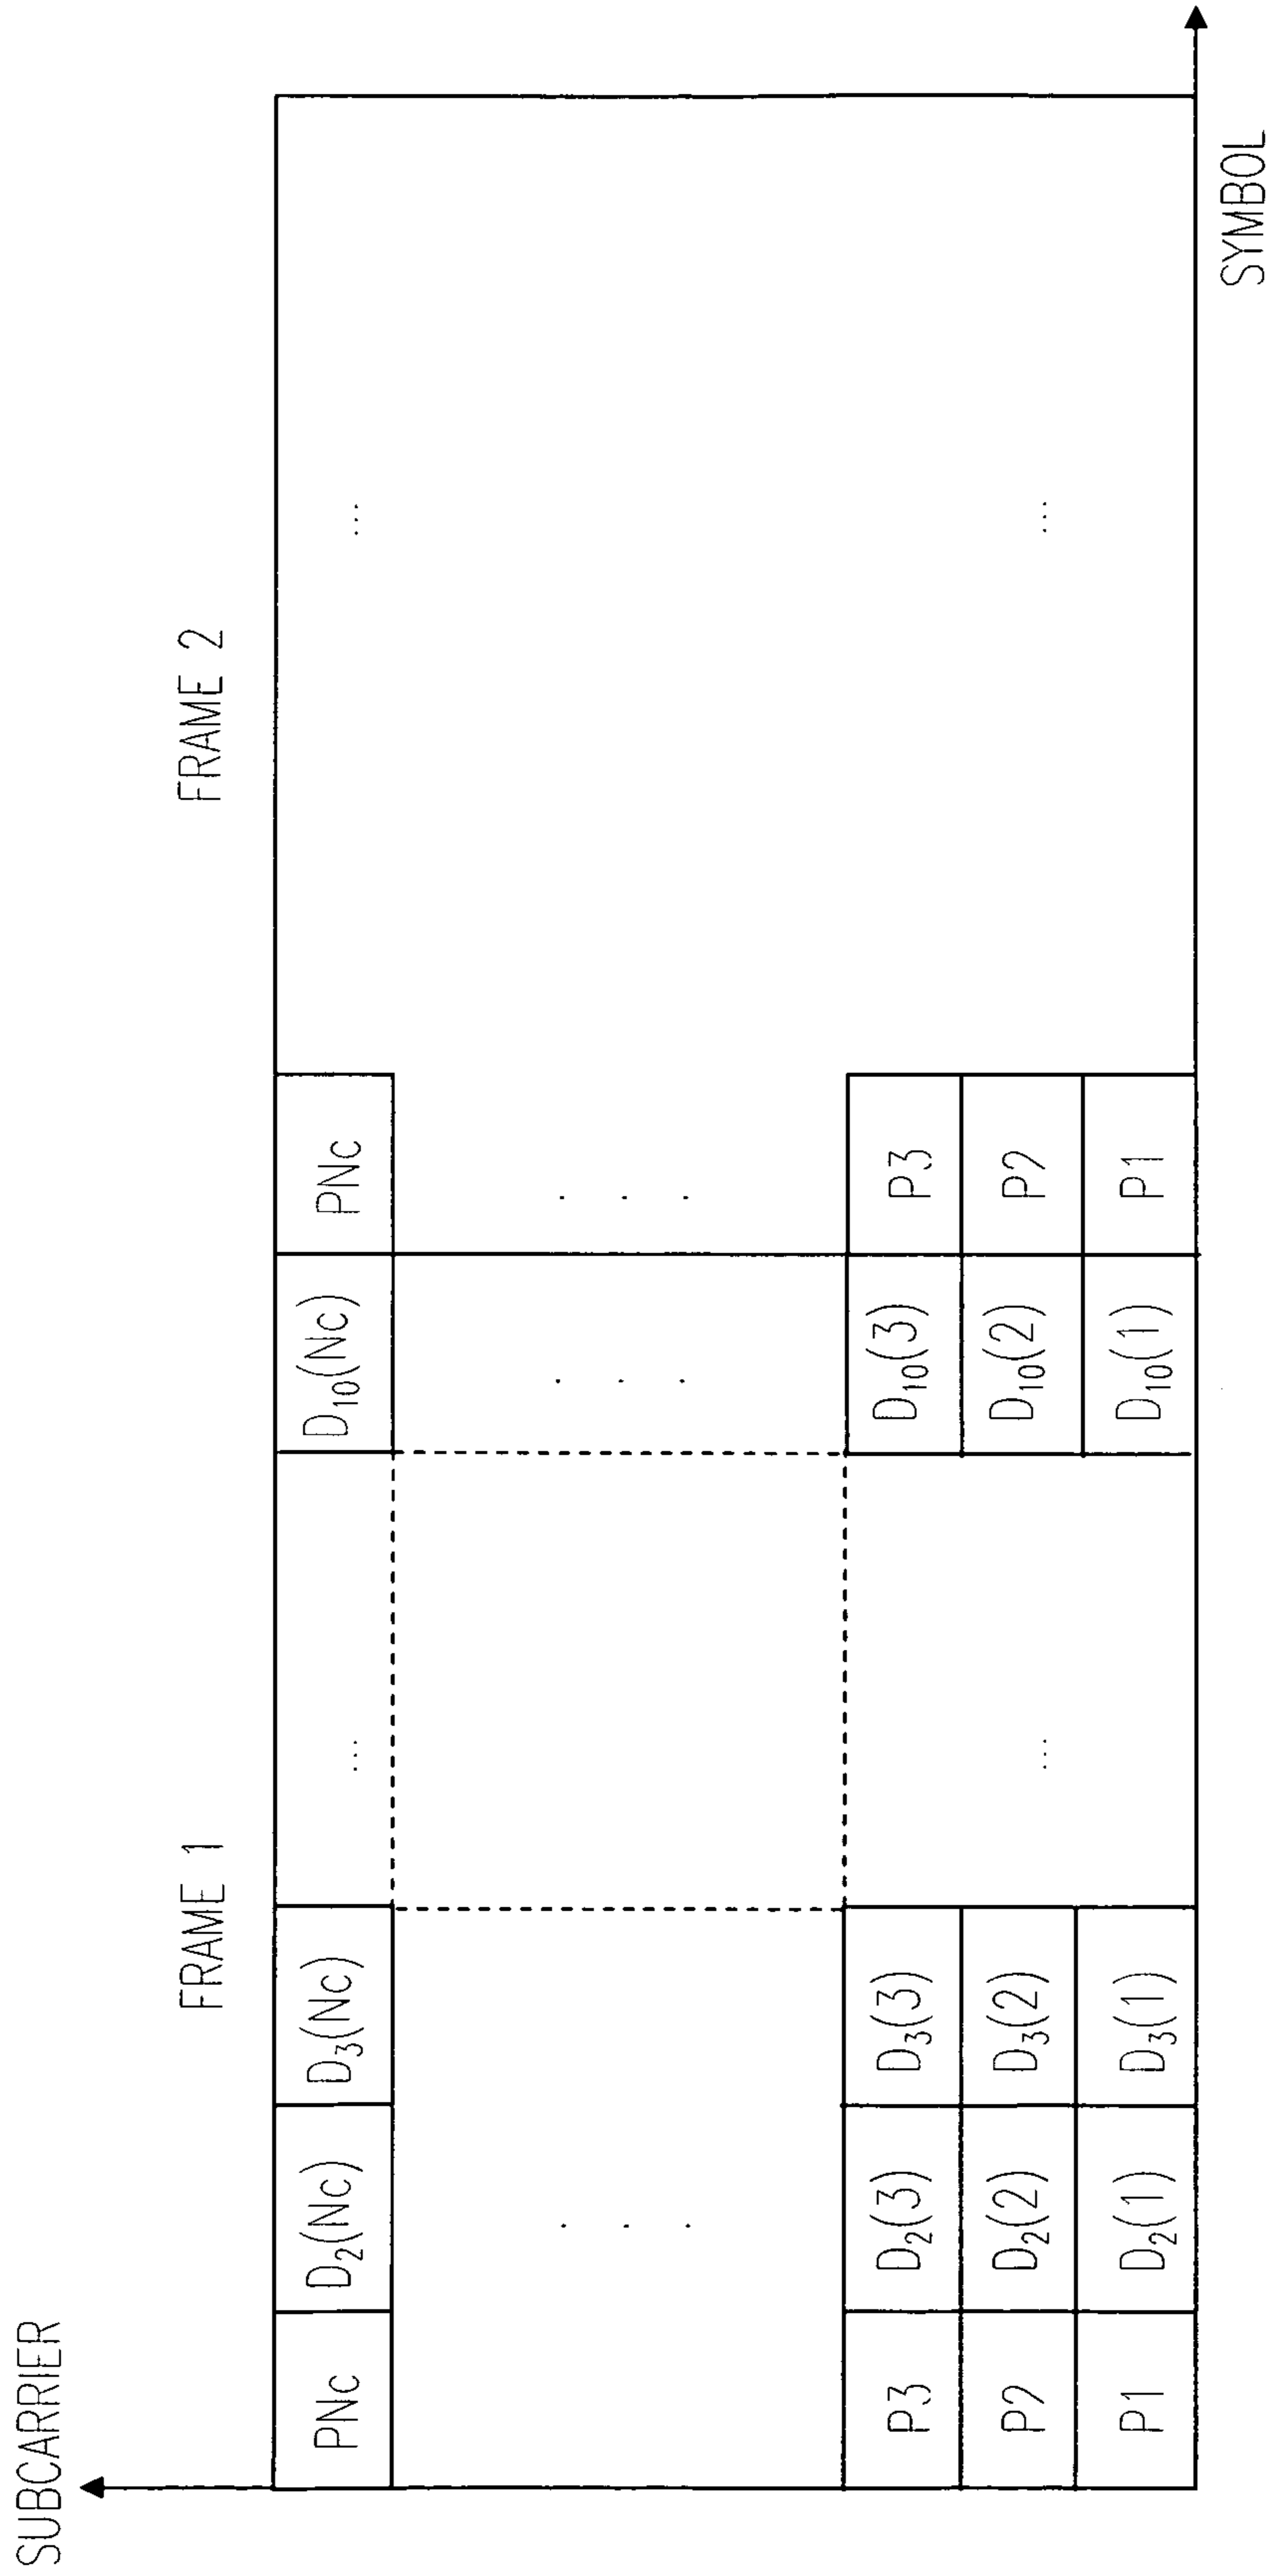 SUBCARRIER
FRAME 1
FRAME 2
PNc D₂(Nc) D₃(Nc) ... D₁₀(Nc) PNc ...
. . .
. . .
. . .
P3 D₂(3) D₃(3) D₁₀(3) P3
P2 D₂(2) D₃(2) ... D₁₀(2) P2 ...
P1 D₂(1) D₃(1) D₁₀(1) P1
SYMBOL